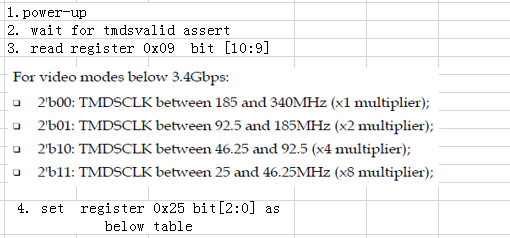 1. power-up
2. wait for tmdsvalid assert
3. read register 0x09 bit [10:9]
For video modes below 3.4Gbps:
❑ 2'b00: TMDSCLK between 185 and 340MHz (x1 multiplier);
❑ 2'b01: TMDSCLK between 92.5 and 185MHz (x2 multiplier);
❑ 2'b10: TMDSCLK between 46.25 and 92.5 (x4 multiplier);
❑ 2'b11: TMDSCLK between 25 and 46.25MHz (x8 multiplier);
4. set register 0x25 bit[2:0] as
below table